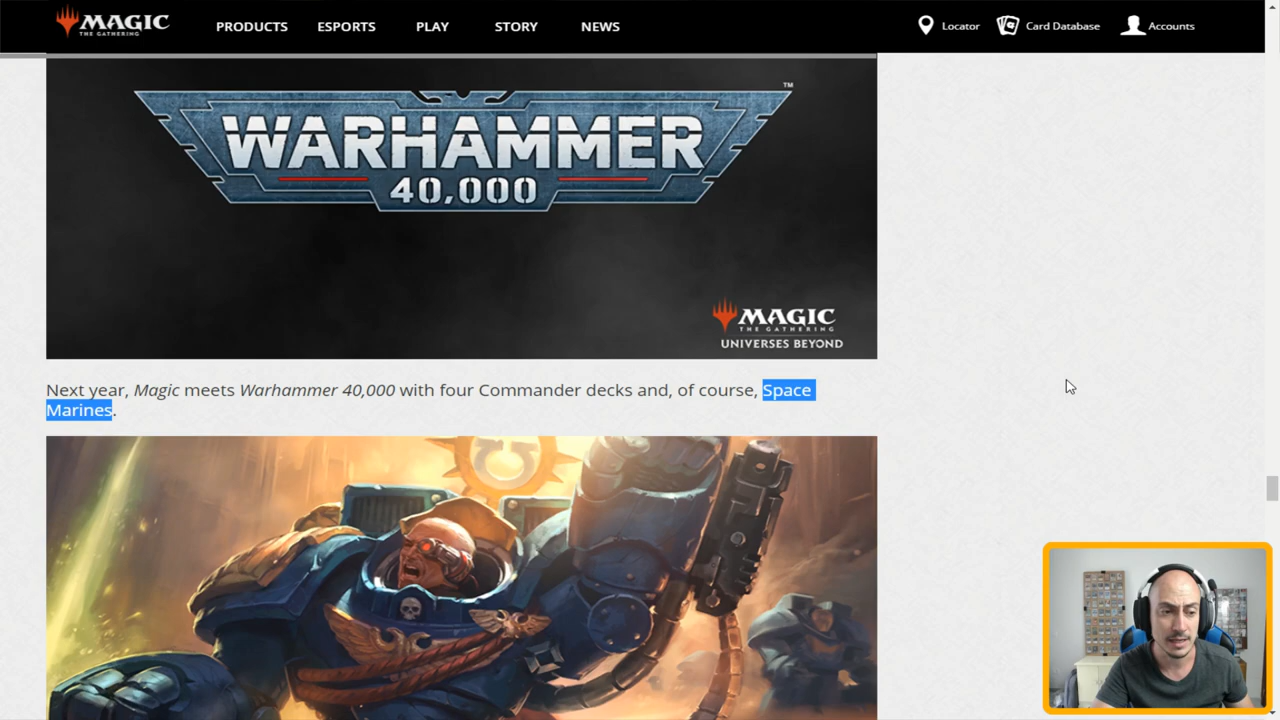 MAGIC
THE GATHERING
PRODUCTS
ESPORTS
PLAY
STORY
NEWS
Locator
Card Database
Accounts
WARHAMMER
40,000
TM
MAGIC
THE GATHERING
UNIVERSES BEYOND
Next year, Magic meets Warhammer 40,000 with four Commander decks and, of course, Space
Marines.